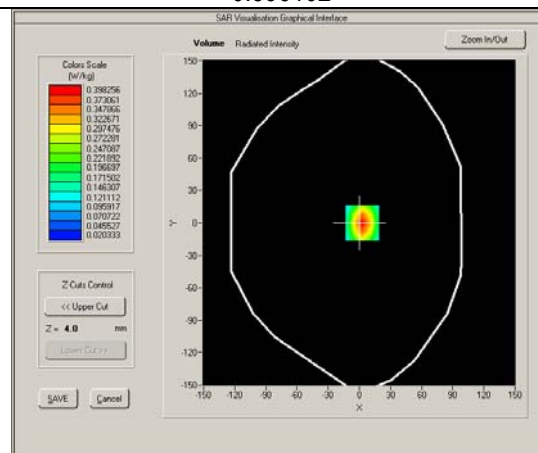 SAR Visualisation Graphical Interface
Volume Radiated Intensity
Zoom In/Out
Colors Scale
(W/kg)
0.398256
0.373061
0.347866
0.322671
0.297476
0.272281
0.247087
0.221892
0.196697
0.171502
0.146307
0.121112
0.095917
0.070722
0.045527
0.020333
Z Cuts Control
<< Upper Cut
Z = 4.0 mm
Lower Cut >>
SAVE Cancel
150
120
90
60
30
0
-30
-60
-90
-120
-150
Y
-150 -120 -90 -60 -30 0 30 60 90 120 150
X